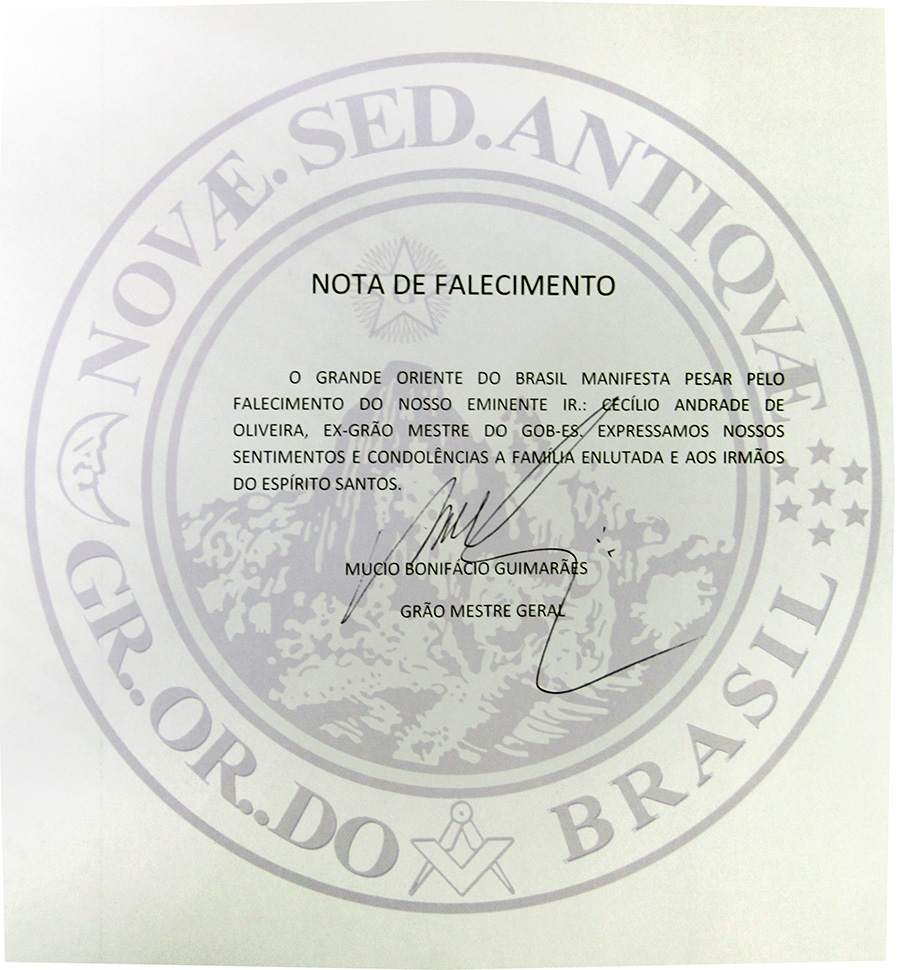 NOVÆ. SED. ANTIQVÆ
NOTA DE FALECIMENTO
O GRANDE ORIENTE DO BRASIL MANIFESTA PESAR PELO
FALECIMENTO DO NOSSO EMINENTE IR.: CECÍLIO ANDRADE DE
OLIVEIRA, EX-GRÃO MESTRE DO GOB-ES. EXPRESSAMOS NOSSOS
SENTIMENTOS E CONDOLÊNCIAS A FAMÍLIA ENLUTADA E AOS IRMÃOS
DO ESPÍRITO SANTOS.
MUCIO BONIFÁCIO GUIMARÃES
GRÃO MESTRE GERAL
GR..OR..DO BRASIL